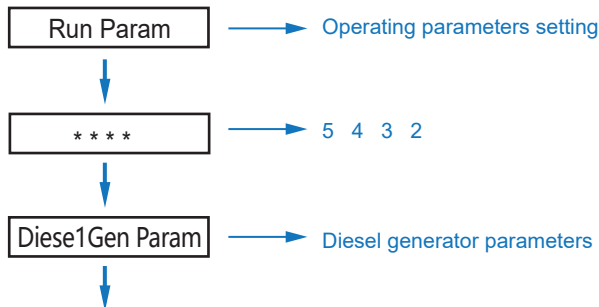 Run Param
Operating parameters setting
* * * *
5 4 3 2
Diese1Gen Param
Diesel generator parameters